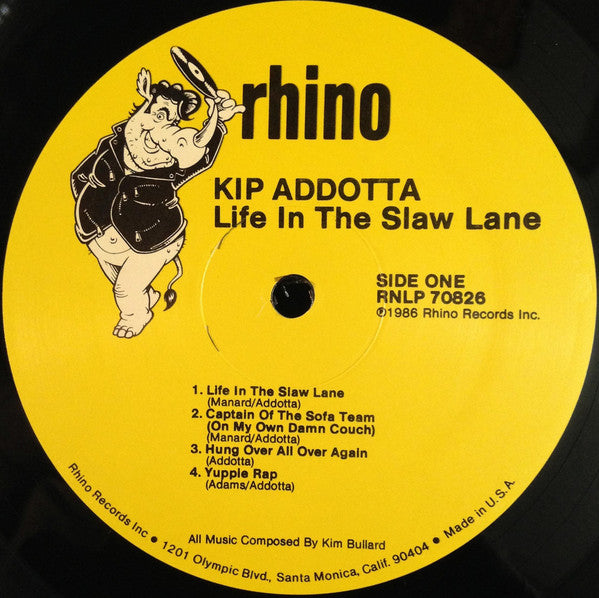 rhino
KIP ADDOTTA
Life In The Slaw Lane
SIDE ONE
RNLP 70826
℗1986 Rhino Records Inc.
1. Life In The Slaw Lane
(Manard/Addotta)
2. Captain Of The Sofa Team
(On My Own Damn Couch)
(Manard/Addotta)
3. Hung Over All Over Again
(Addotta)
4. Yuppie Rap
(Adams/Addotta)
All Music Composed By Kim Bullard
Rhino Records Inc • 1201 Olympic Blvd., Santa Monica, Calif. 90404 • Made in U.S.A.